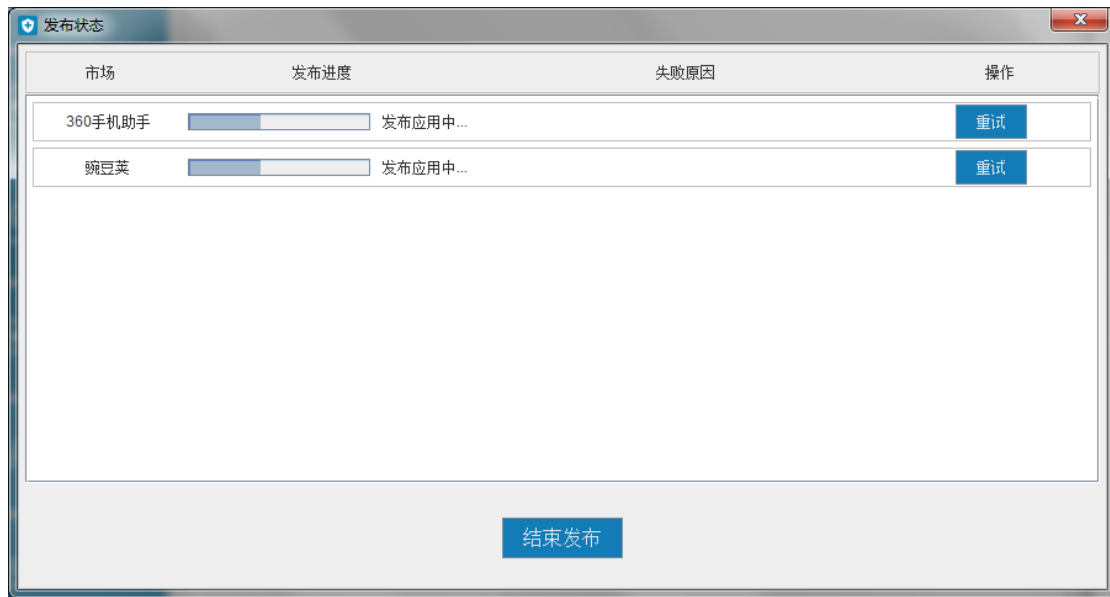 发布状态
市场 发布进度 失败原因 操作
360手机助手 发布应用中... 重试
豌豆荚 发布应用中... 重试
结束发布